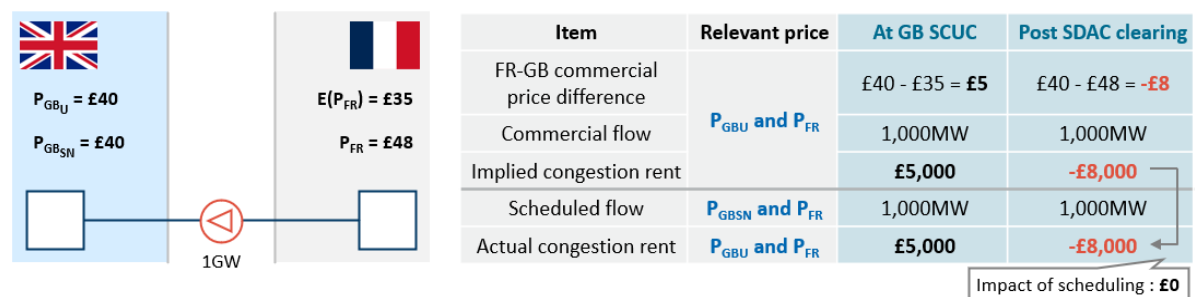 P_GBU = £40
E(P_FR) = £35
P_GBSN = £40
P_FR = £48
1GW
Item Relevant price At GB SCUC Post SDAC clearing
FR-GB commercial
price difference
P_GBU and P_FR
£40 - £35 = £5
£40 - £48 = -£8
Commercial flow 1,000MW 1,000MW
Implied congestion rent £5,000 -£8,000
Scheduled flow P_GBSN and P_FR 1,000MW 1,000MW
Actual congestion rent P_GBU and P_FR £5,000 -£8,000
Impact of scheduling : £0